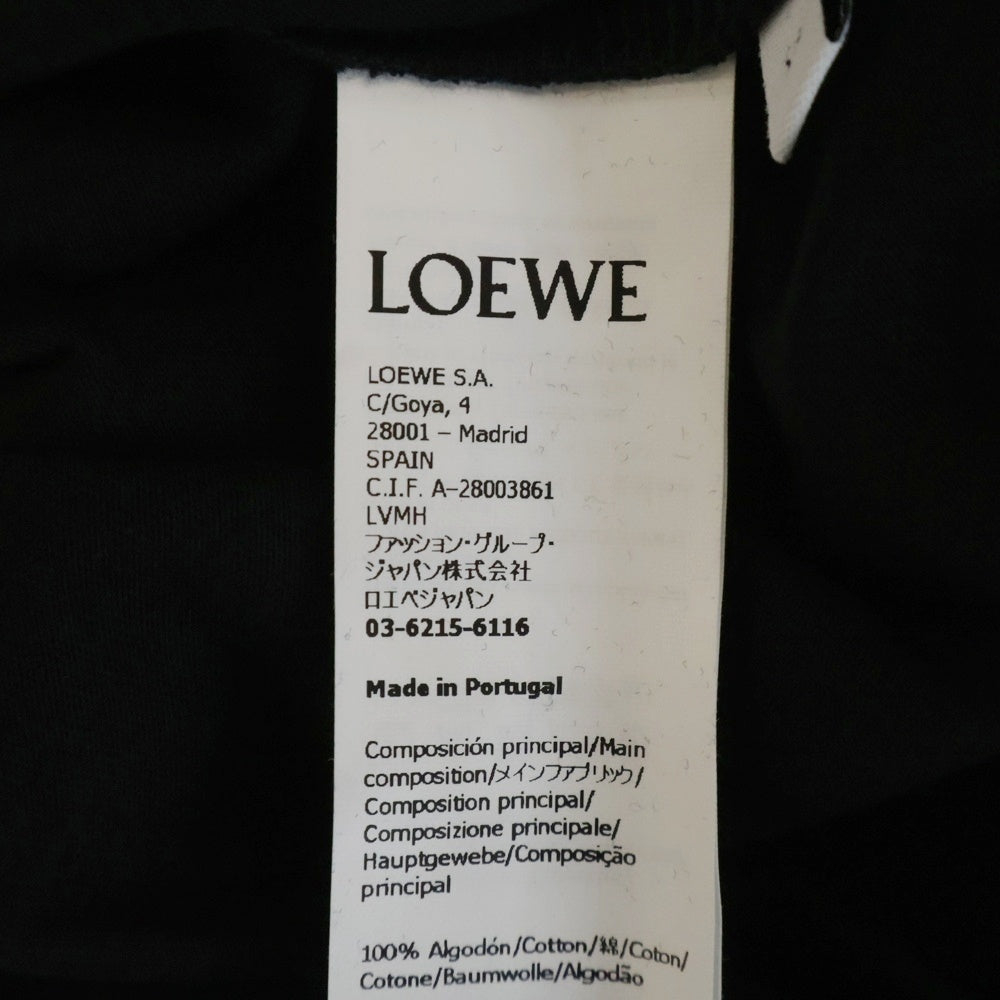 LOEWE
LOEWE S.A.
C/Goya, 4
28001 – Madrid
SPAIN
C.I.F. A-28003861
LVMH
ファッション・グループ・
ジャパン株式会社
ロエベジャパン
03-6215-6116
Made in Portugal
Composición principal/Main
composition/メインファブリック/
Composition principal/
Composizione principale/
Hauptgewebe/Composição
principal
100% Algodón/Cotton/綿/Coton/
Cotone/Baumwolle/Algodão